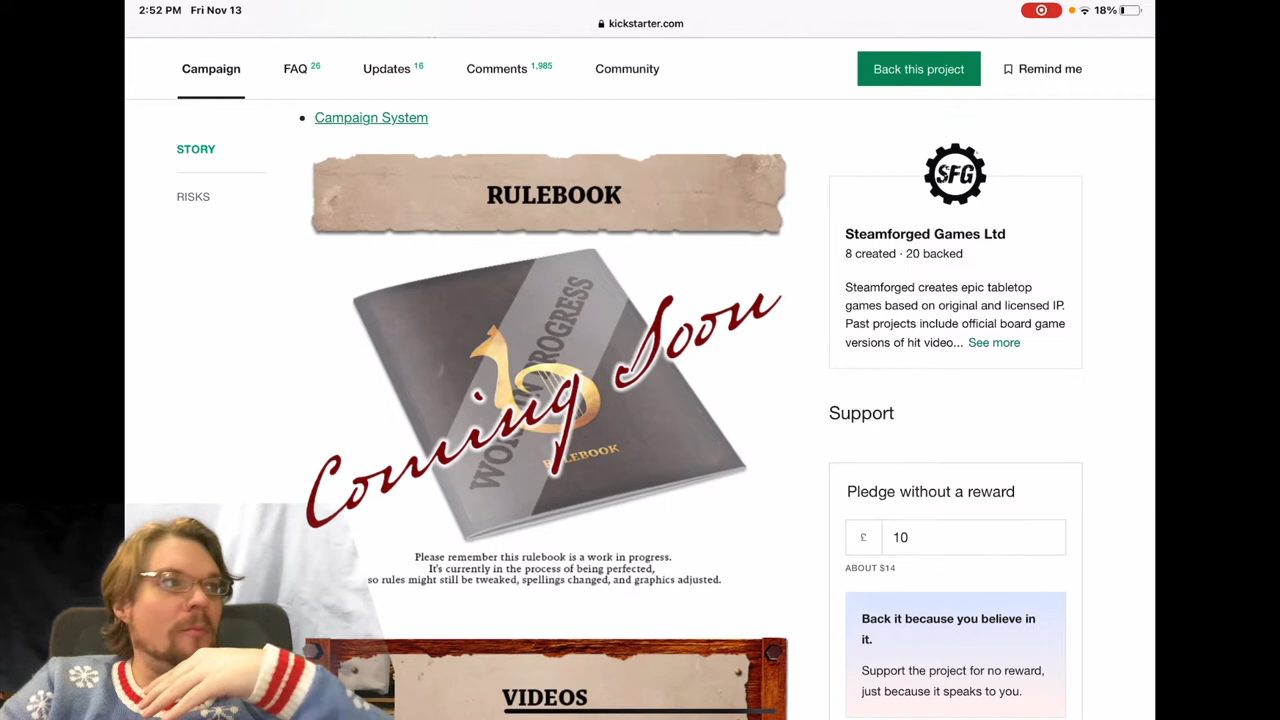 2:52 PM Fri Nov 13
18%
kickstarter.com
Campaign
FAQ 26
Updates 16
Comments 1,985
Community
Back this project
Remind me
• Campaign System
STORY
RISKS
RULEBOOK
WORK IN PROGRESS
RULEBOOK
Coming Soon
Please remember this rulebook is a work in progress.
It's currently in the process of being perfected,
so rules might still be tweaked, spellings changed, and graphics adjusted.
VIDEOS
SFG
Steamforged Games Ltd
8 created · 20 backed
Steamforged creates epic tabletop
games based on original and licensed IP.
Past projects include official board game
versions of hit video... See more
Support
Pledge without a reward
£ 10
ABOUT $14
Back it because you believe in
it.
Support the project for no reward,
just because it speaks to you.